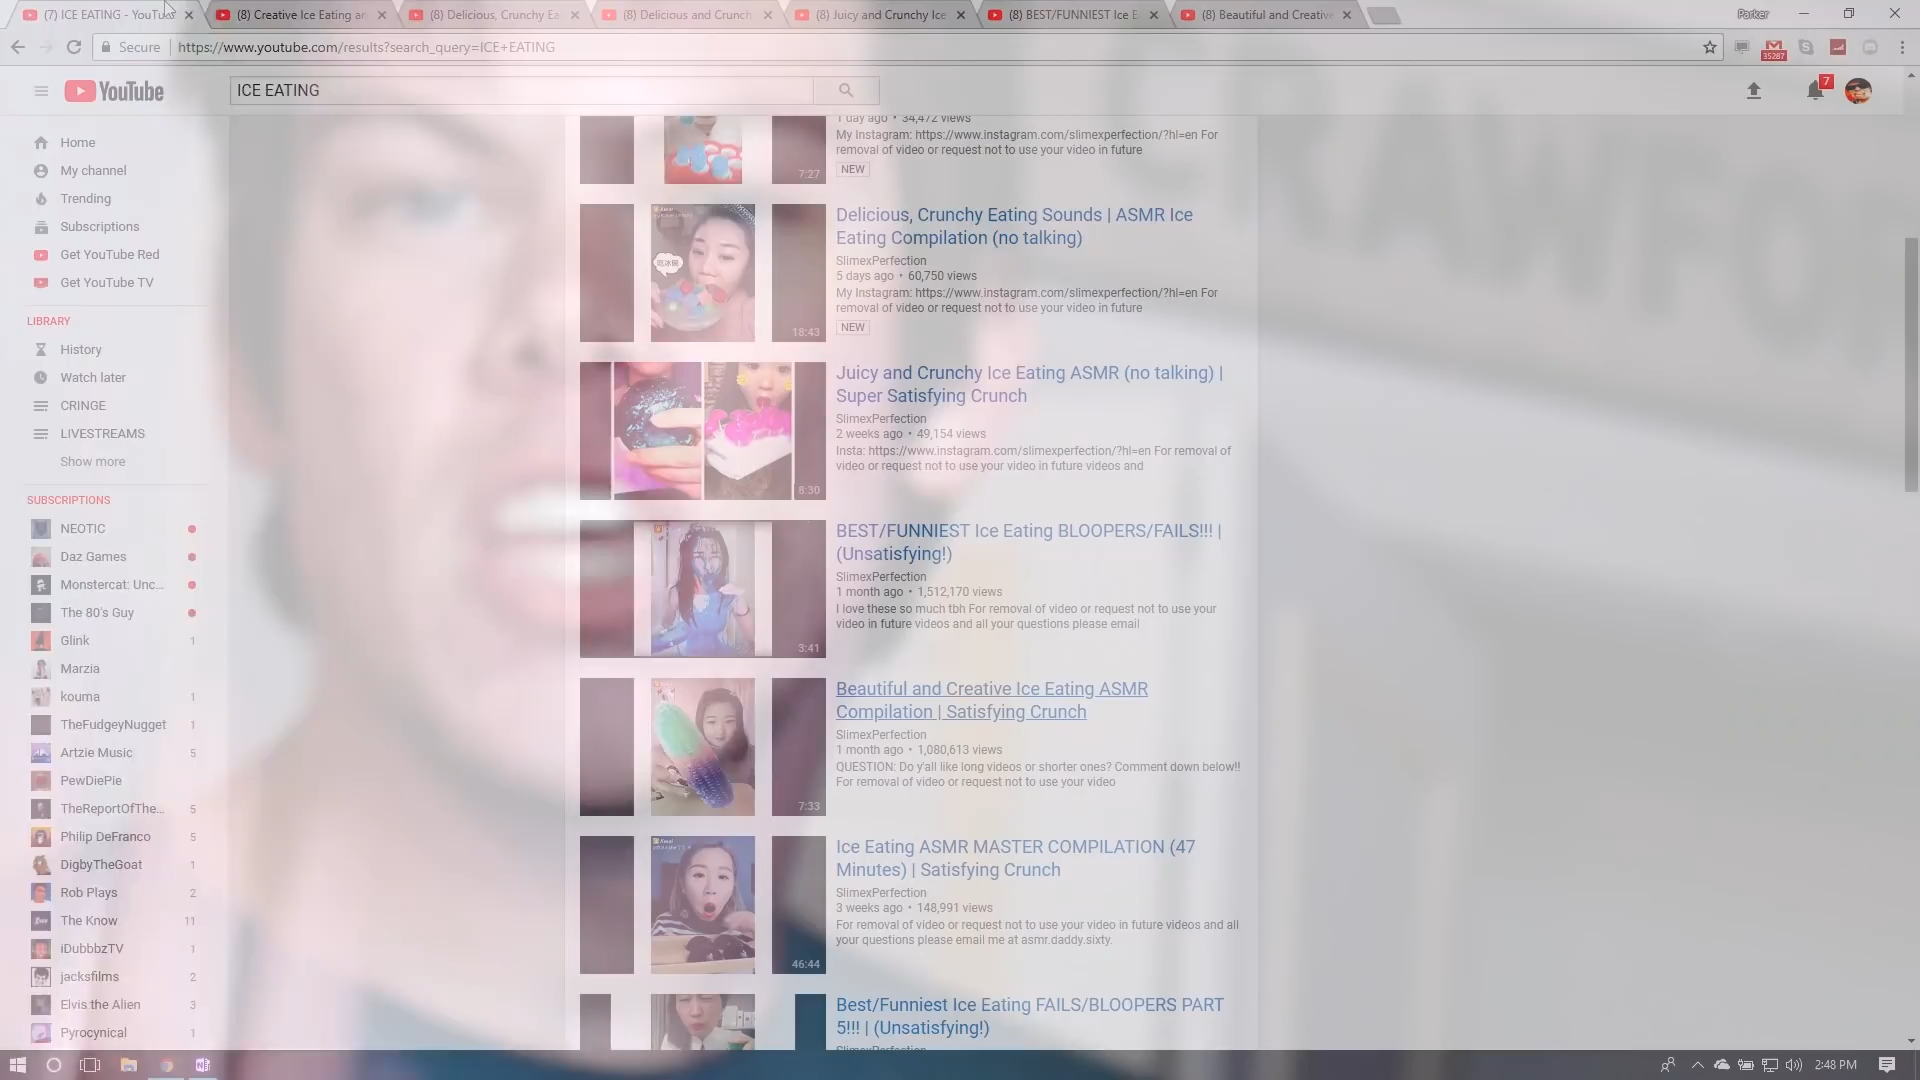 (7) ICE EATING - YouTu
(8) Creative Ice Eating an
(8) Delicious, Crunchy Ea
(8) Delicious and Crunch
(8) Juicy and Crunchy Ice
(8) BEST/FUNNIEST Ice E
(8) Beautiful and Creative
Parker
Secure
https://www.youtube.com/results?search_query=ICE+EATING
35287
YouTube
ICE EATING
7
Home
My channel
Trending
Subscriptions
Get YouTube Red
Get YouTube TV
LIBRARY
History
Watch later
CRINGE
LIVESTREAMS
Show more
SUBSCRIPTIONS
NEOTIC
Daz Games
Monstercat: Unc...
The 80's Guy
Glink 1
Marzia
kouma 1
TheFudgeyNugget 1
Artzie Music 5
PewDiePie
TheReportOfThe... 5
Philip DeFranco 5
DigbyTheGoat 1
Rob Plays 2
The Know 11
iDubbbzTV 1
jacksfilms 2
Elvis the Alien 3
Pyrocynical 1
1 day ago • 34,472 views
My Instagram: https://www.instagram.com/slimexperfection/?hl=en For
removal of video or request not to use your video in future
NEW
7:27
Delicious, Crunchy Eating Sounds | ASMR Ice
Eating Compilation (no talking)
SlimexPerfection
5 days ago • 60,750 views
My Instagram: https://www.instagram.com/slimexperfection/?hl=en For
removal of video or request not to use your video in future
NEW
18:43
Juicy and Crunchy Ice Eating ASMR (no talking) |
Super Satisfying Crunch
SlimexPerfection
2 weeks ago • 49,154 views
Insta: https://www.instagram.com/slimexperfection/?hl=en For removal of
video or request not to use your video in future videos and
8:30
BEST/FUNNIEST Ice Eating BLOOPERS/FAILS!!! |
(Unsatisfying!)
SlimexPerfection
1 month ago • 1,512,170 views
I love these so much tbh For removal of video or request not to use your
video in future videos and all your questions please email
3:41
Beautiful and Creative Ice Eating ASMR
Compilation | Satisfying Crunch
SlimexPerfection
1 month ago • 1,080,613 views
QUESTION: Do y'all like long videos or shorter ones? Comment down below!!
For removal of video or request not to use your video
7:33
Ice Eating ASMR MASTER COMPILATION (47
Minutes) | Satisfying Crunch
SlimexPerfection
3 weeks ago • 148,991 views
For removal of video or request not to use your video in future videos and all
your questions please email me at asmr.daddy.sixty.
46:44
Best/Funniest Ice Eating FAILS/BLOOPERS PART
5!!! | (Unsatisfying!)
SlimexPerfection
2:48 PM